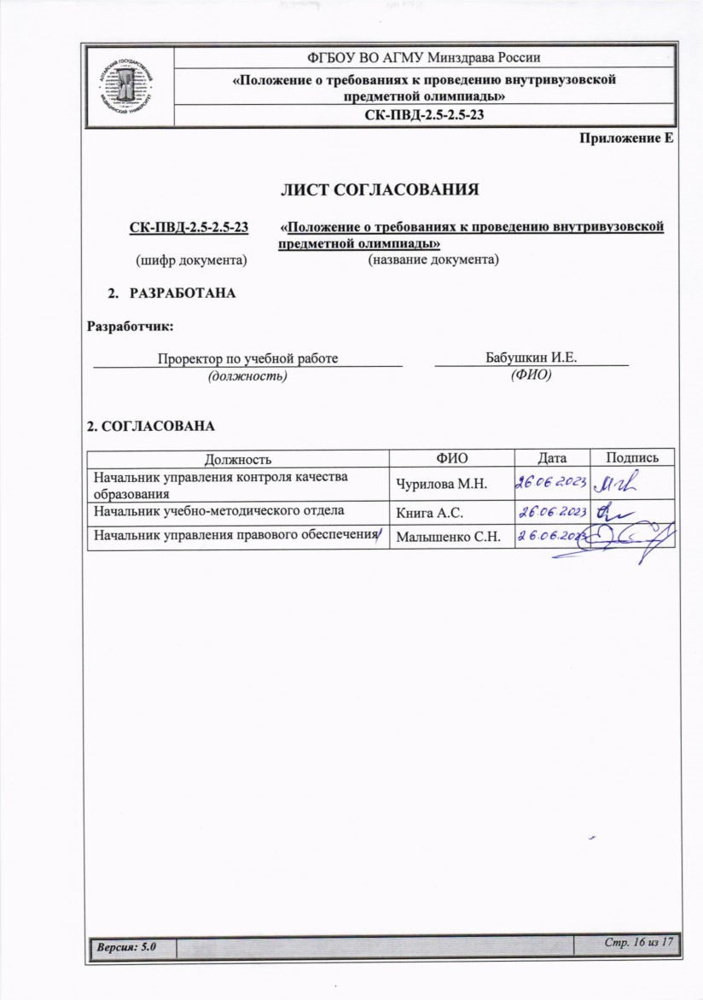 АЛТАЙСКИЙ ГОСУДАРСТВЕННЫЙ
МЕДИЦИНСКИЙ УНИВЕРСИТЕТ
ФГБОУ ВО АГМУ Минздрава России
«Положение о требованиях к проведению внутривузовской
предметной олимпиады»
СК-ПВД-2.5-2.5-23
Приложение Е
ЛИСТ СОГЛАСОВАНИЯ
СК-ПВД-2.5-2.5-23 «Положение о требованиях к проведению внутривузовской
предметной олимпиады»
(шифр документа) (название документа)
2. РАЗРАБОТАНА
Разработчик:
Проректор по учебной работе Бабушкин И.Е.
(должность) (ФИО)
2. СОГЛАСОВАНА
Должность ФИО Дата Подпись
Начальник управления контроля качества
образования Чурилова М.Н. 26.06.2023
Начальник учебно-методического отдела Книга А.С. 26.06.2023
Начальник управления правового обеспечения Малышенко С.Н. 26.06.2023
Версия: 5.0 Стр. 16 из 17